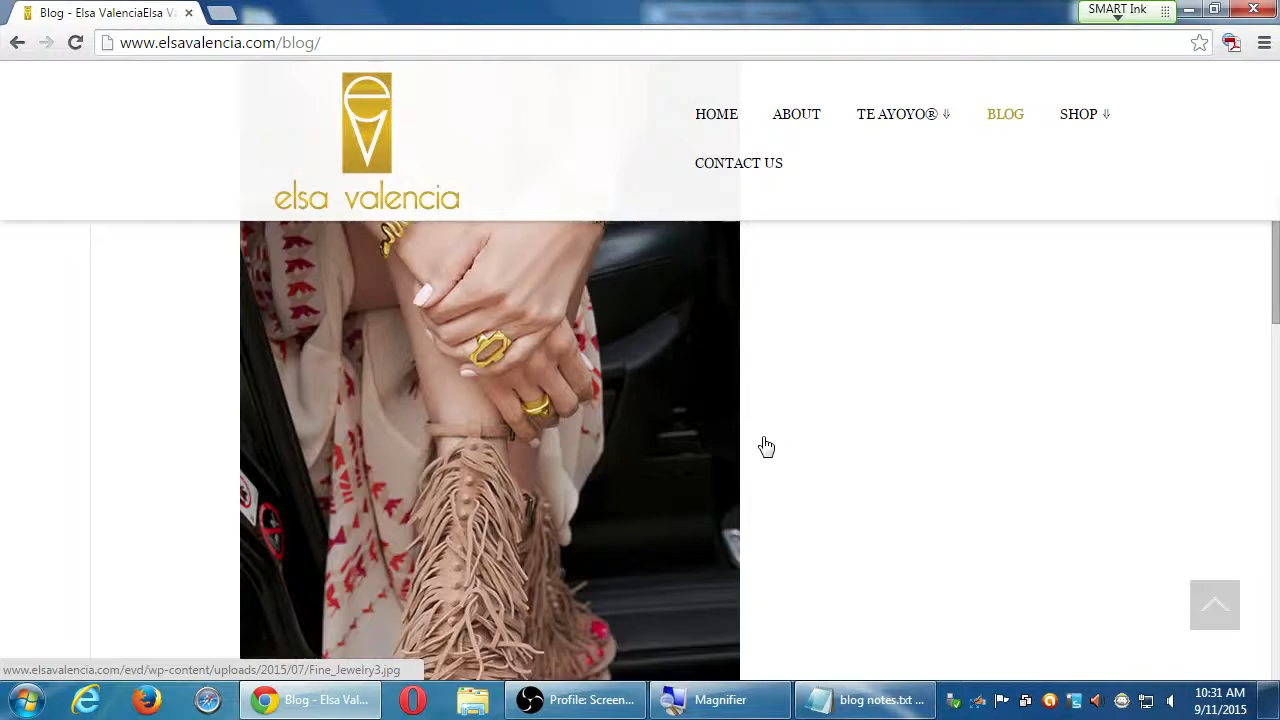 Blog - Elsa ValenciaElsa V
SMART Ink
www.elsavalencia.com/blog/
elsa valencia
HOME ABOUT TE AYOYO® ⇓ BLOG SHOP ⇓
CONTACT US
www.elsavalencia.com/evd/wp-content/uploads/2015/07/Fine_Jewelry3.jpg
Blog - Elsa Val...
Profile: Screen...
Magnifier
blog notes.txt ...
10:31 AM
9/11/2015